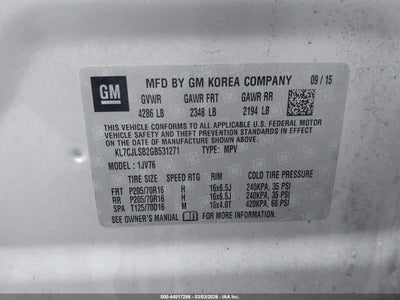 GM
MFD BY GM KOREA COMPANY 09/15
GVWR GAWR FRT GAWR RR
4286 LB 2348 LB 2194 LB
THIS VEHICLE CONFORMS TO ALL APPLICABLE U.S. FEDERAL MOTOR VEHICLE SAFETY AND THEFT PREVENTION STANDARDS IN EFFECT ON THE DATE OF MANUFACTURE SHOWN ABOVE.
KL7CJLSB2GB531271 TYPE: MPV
MODEL: 1JV76
TIRE SIZE SPEED RTG RIM COLD TIRE PRESSURE
FRT P205/70R16 H 16x6.5J 240KPA, 35 PSI
RR P205/70R16 H 16x6.5J 240KPA, 35 PSI
SPA T125/70D16 M 16x4.0T 420KPA, 60 PSI
SEE OWNER'S MANUAL FOR ADDITIONAL INFORMATION.
000-44517286 - 03/03/2026 -